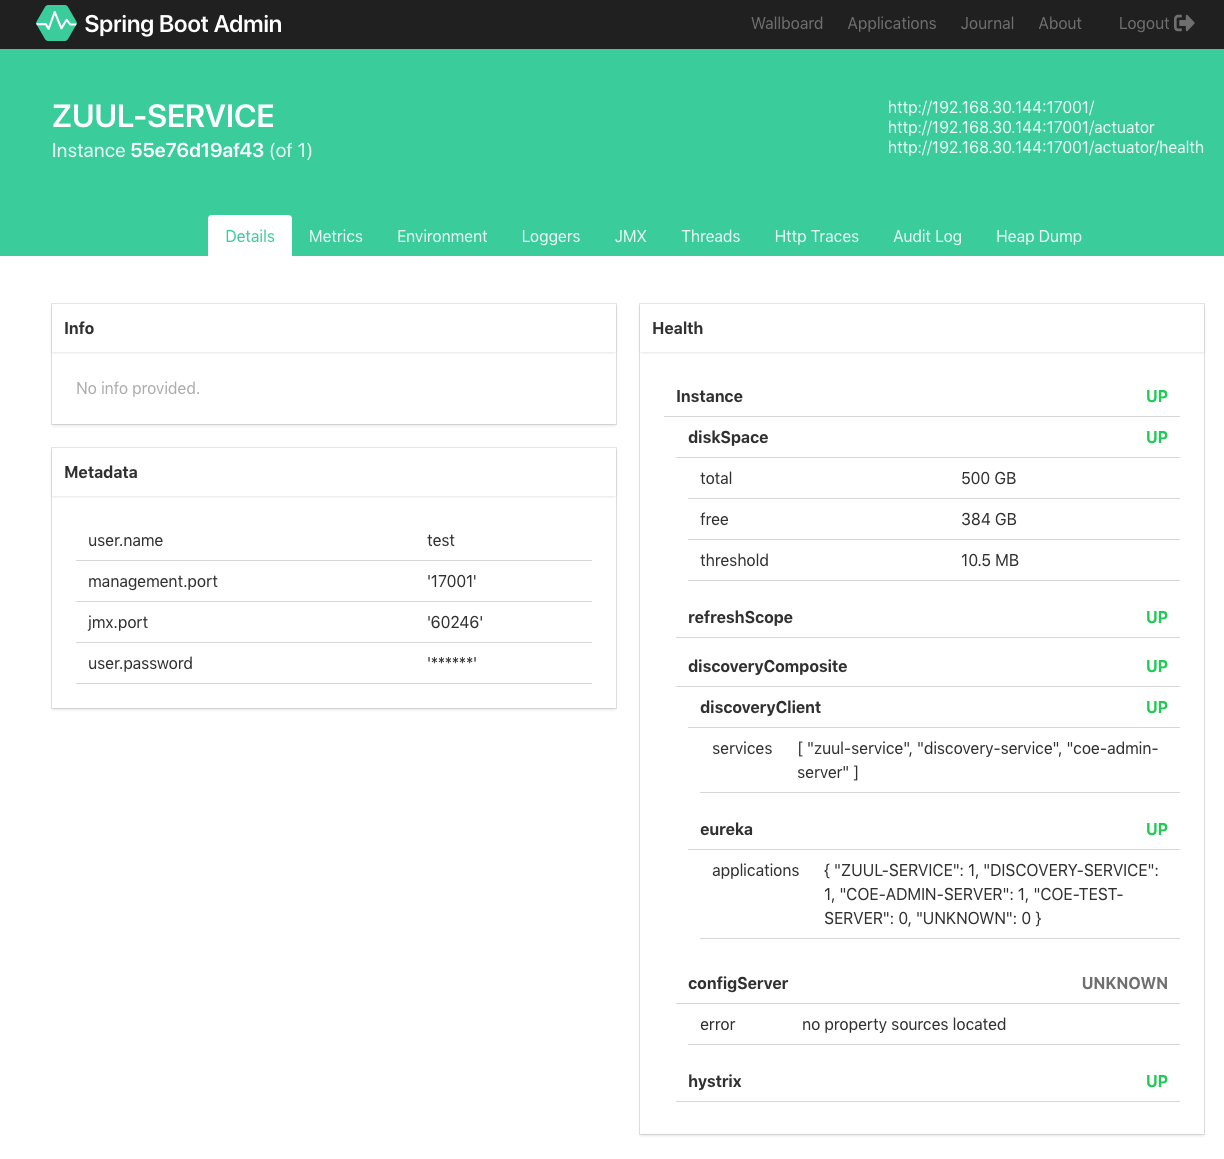 Spring Boot Admin
Wallboard Applications Journal About Logout
ZUUL-SERVICE
Instance 55e76d19af43 (of 1)
http://192.168.30.144:17001/
http://192.168.30.144:17001/actuator
http://192.168.30.144:17001/actuator/health
Details Metrics Environment Loggers JMX Threads Http Traces Audit Log Heap Dump
Info
No info provided.
Metadata
user.name test
management.port '17001'
jmx.port '60246'
user.password '******'
Health
Instance UP
diskSpace UP
total 500 GB
free 384 GB
threshold 10.5 MB
refreshScope UP
discoveryComposite UP
discoveryClient UP
services [ "zuul-service", "discovery-service", "coe-admin-
server" ]
eureka UP
applications { "ZUUL-SERVICE": 1, "DISCOVERY-SERVICE":
1, "COE-ADMIN-SERVER": 1, "COE-TEST-
SERVER": 0, "UNKNOWN": 0 }
configServer UNKNOWN
error no property sources located
hystrix UP